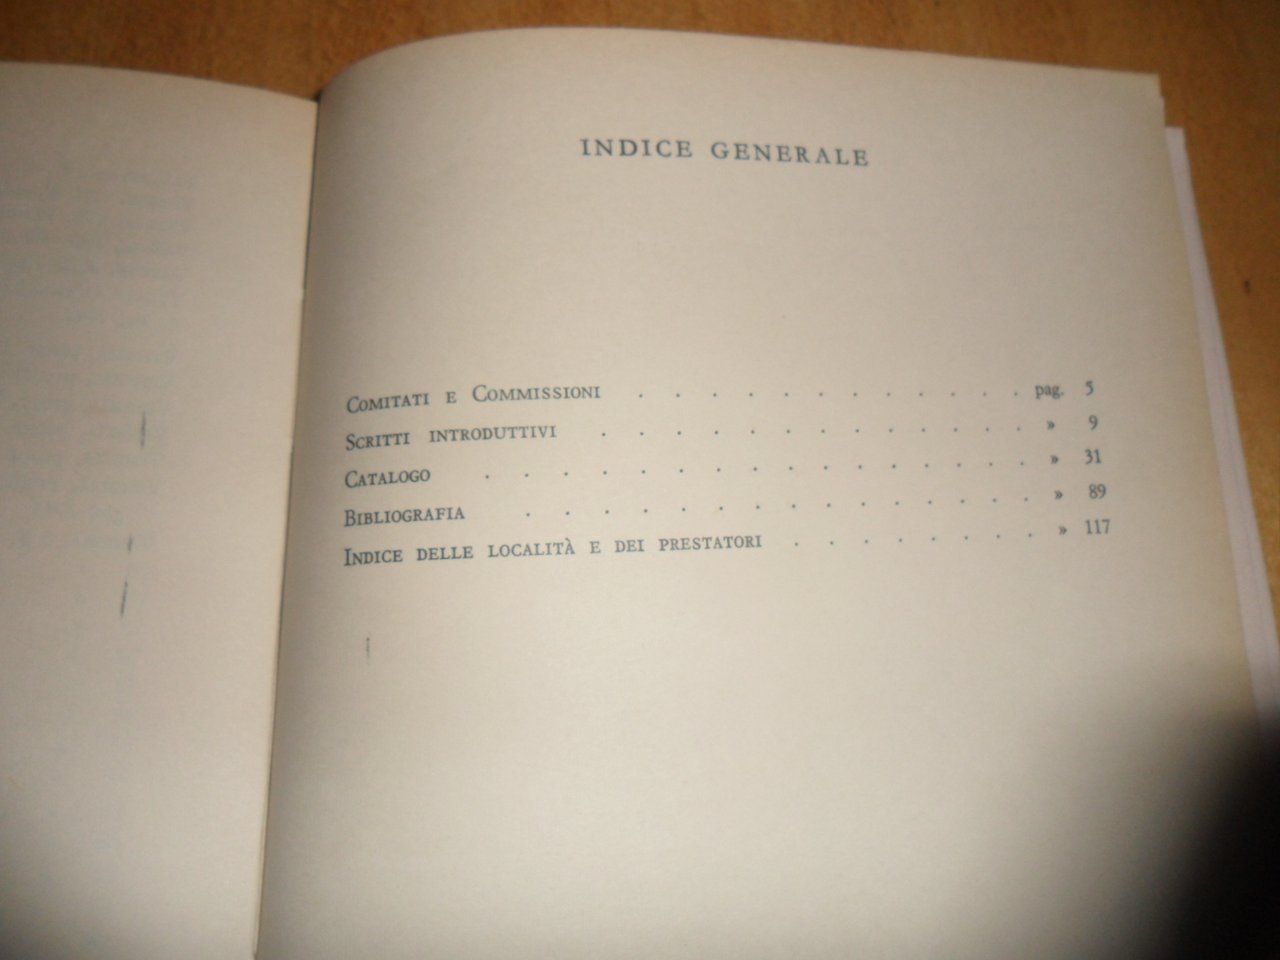 INDICE GENERALE
Comitati e Commissioni . . . . . . . . . . . pag. 5
Scritti introduttivi . . . . . . . . . . . . » 9
Catalogo . . . . . . . . . . . . . . . » 31
Bibliografia . . . . . . . . . . . . . . » 89
Indice delle località e dei prestatori . . . . . . . . » 117